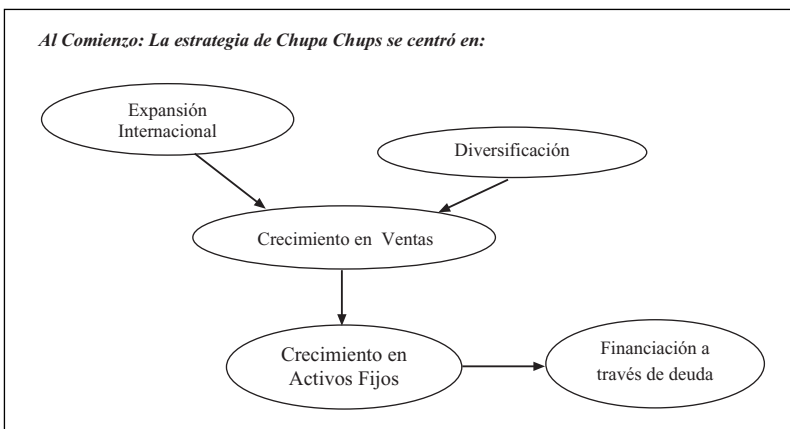 Al Comienzo: La estrategia de Chupa Chups se centró en:
Expansión
Internacional
Diversificación
Crecimiento en Ventas
Crecimiento en
Activos Fijos
Financiación a
través de deuda